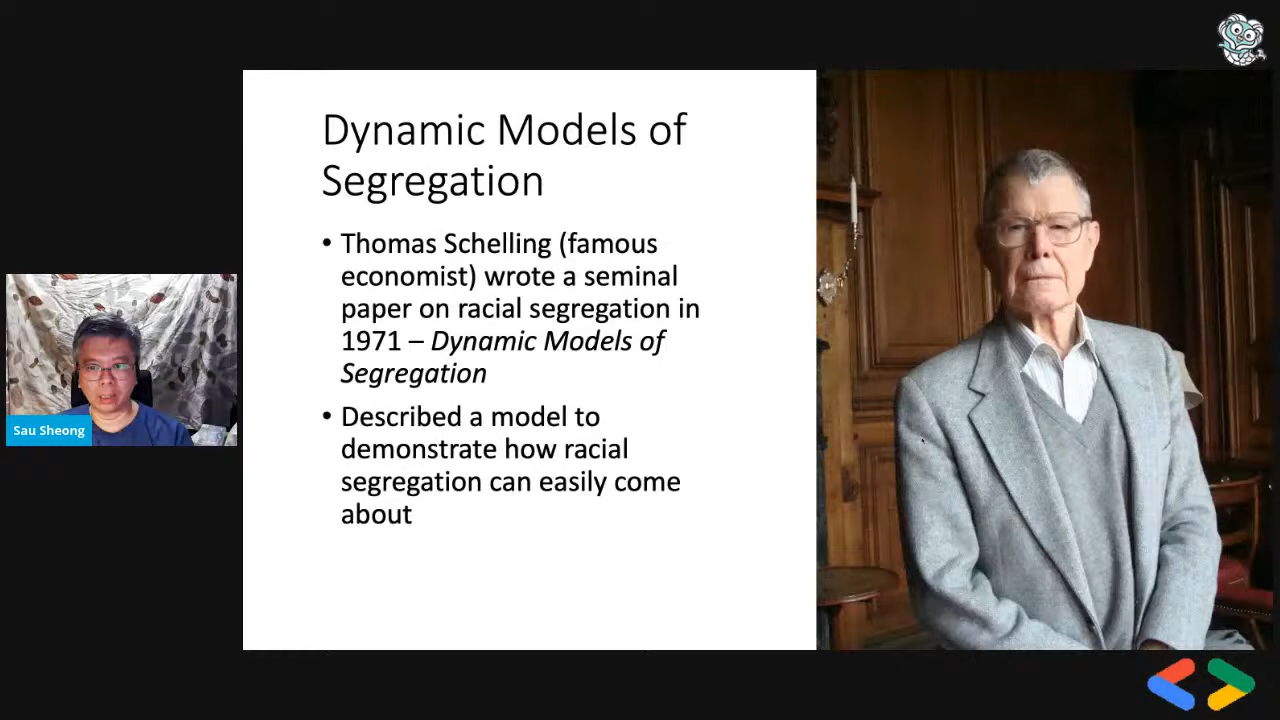 Dynamic Models of
Segregation
• Thomas Schelling (famous
economist) wrote a seminal
paper on racial segregation in
1971 – Dynamic Models of
Segregation
• Described a model to
demonstrate how racial
segregation can easily come
about
Sau Sheong